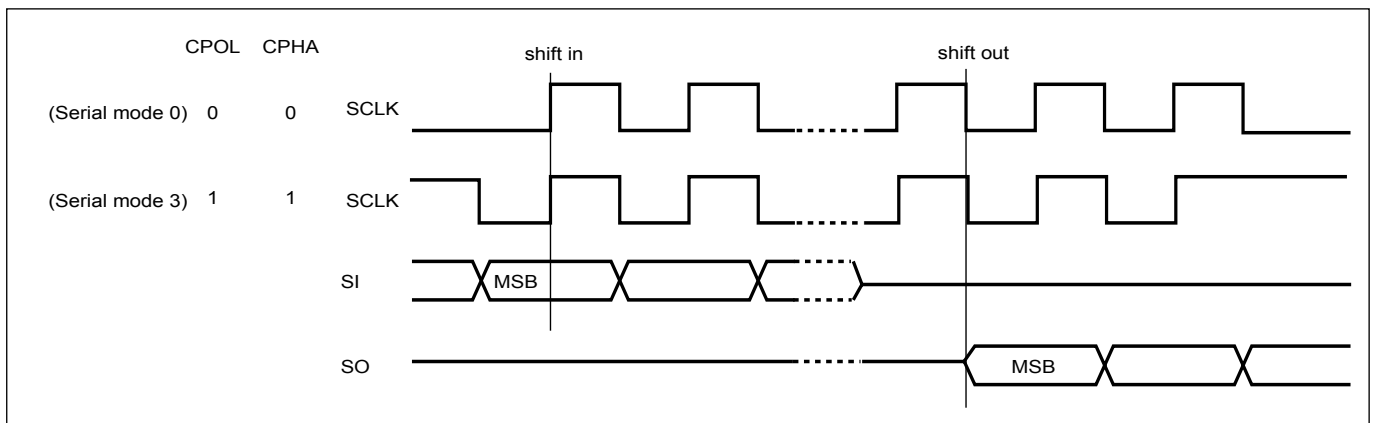 CPOL CPHA
shift in
shift out
(Serial mode 0) 0 0 SCLK
(Serial mode 3) 1 1 SCLK
SI MSB
SO MSB